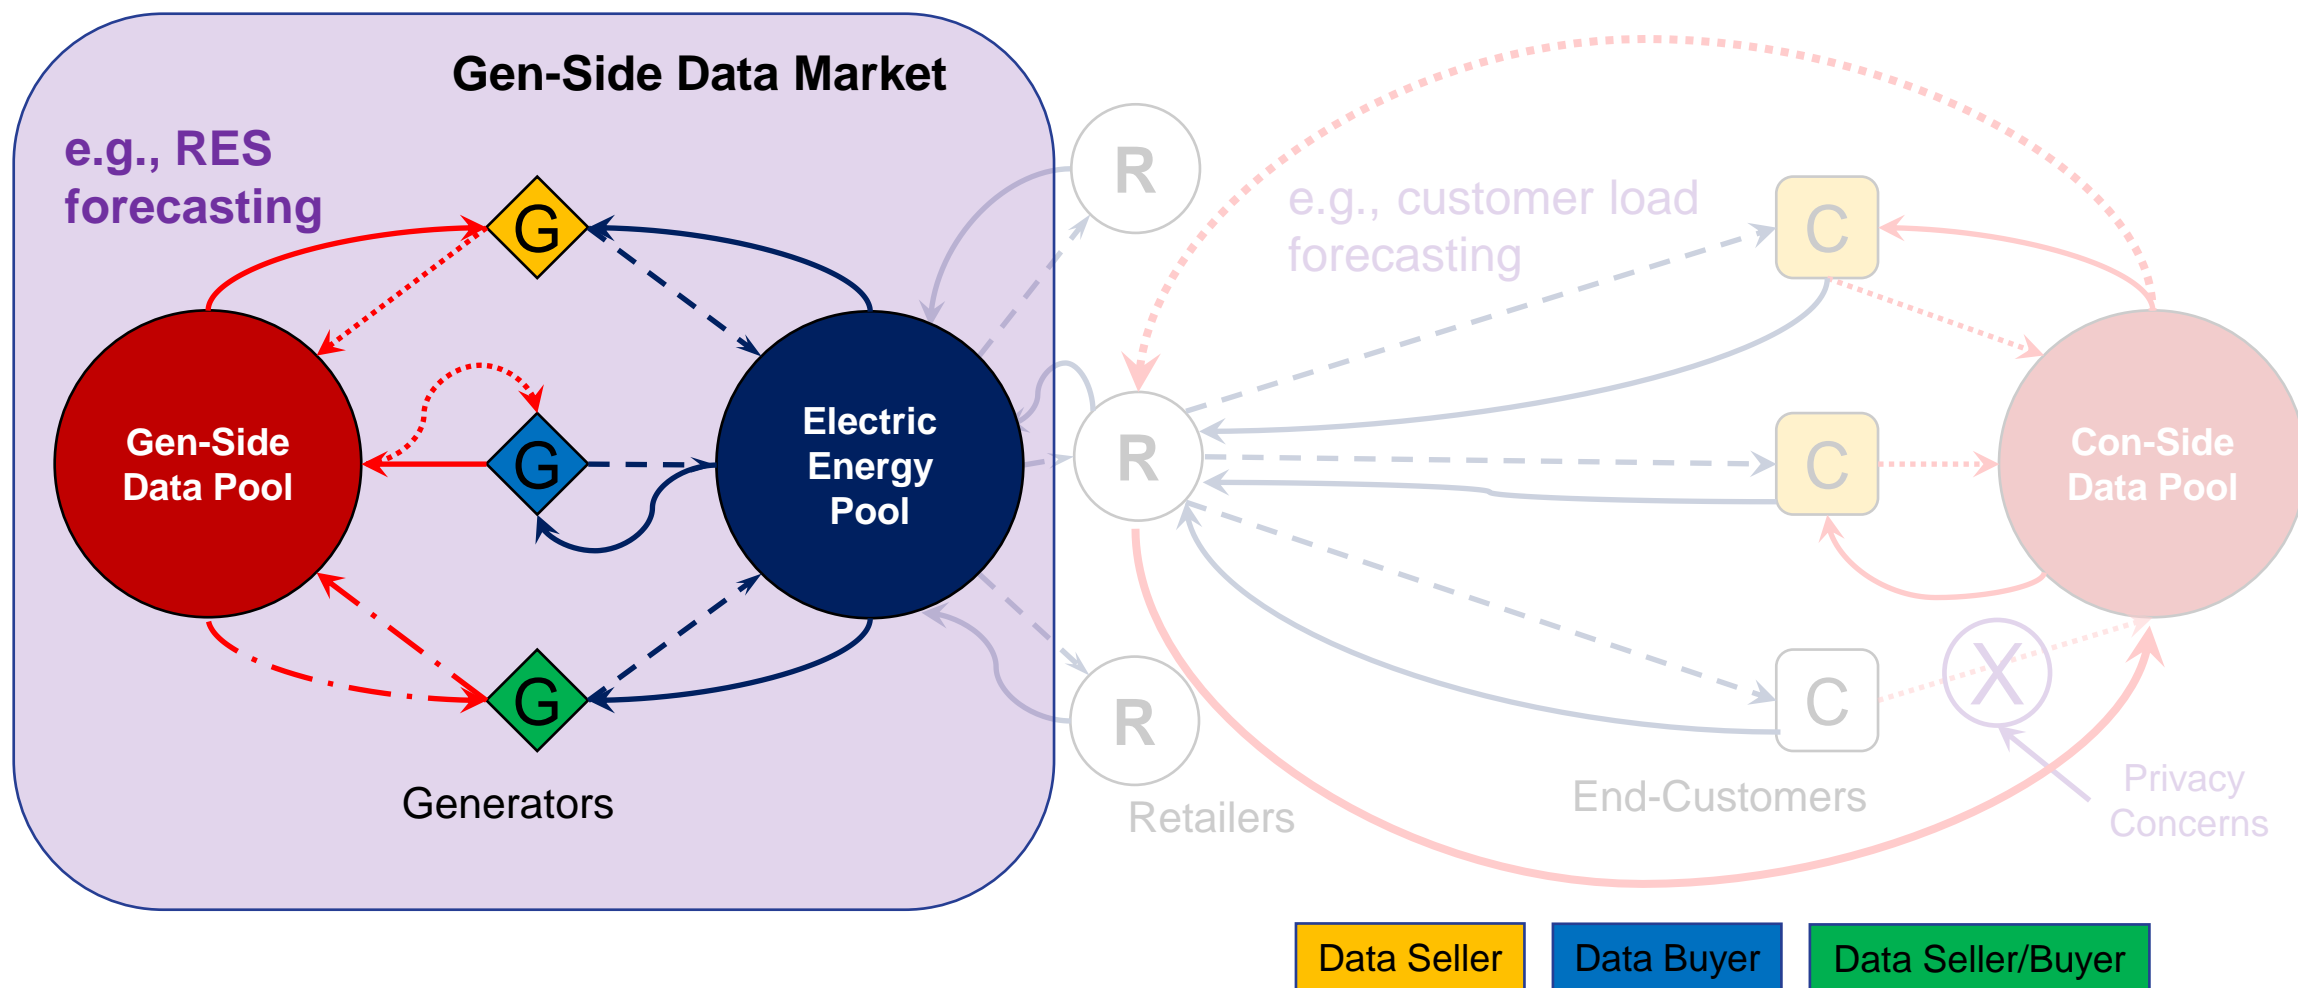 Gen-Side Data Market
e.g., RES
forecasting
G
G
G
Gen-Side
Data Pool
Electric
Energy
Pool
Generators
R
R
R
Retailers
e.g., customer load
forecasting
C
C
C
End-Customers
Con-Side
Data Pool
X
Privacy
Concerns
Data Seller
Data Buyer
Data Seller/Buyer